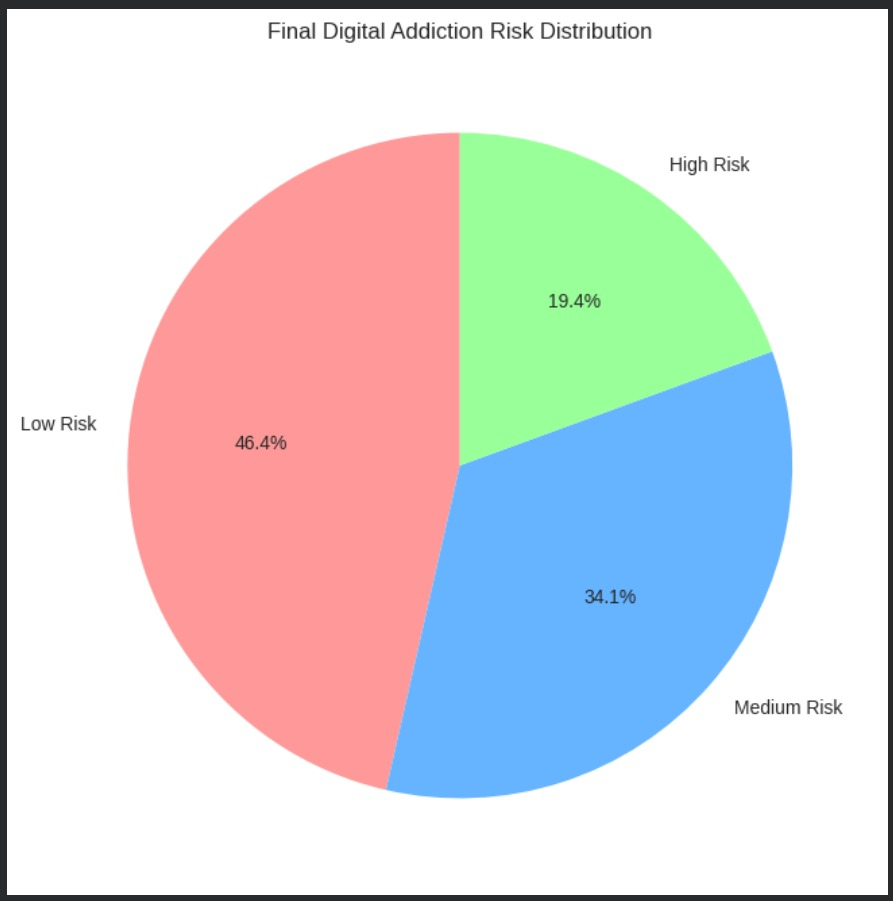 Final Digital Addiction Risk Distribution
High Risk
19.4%
Low Risk
46.4%
34.1%
Medium Risk